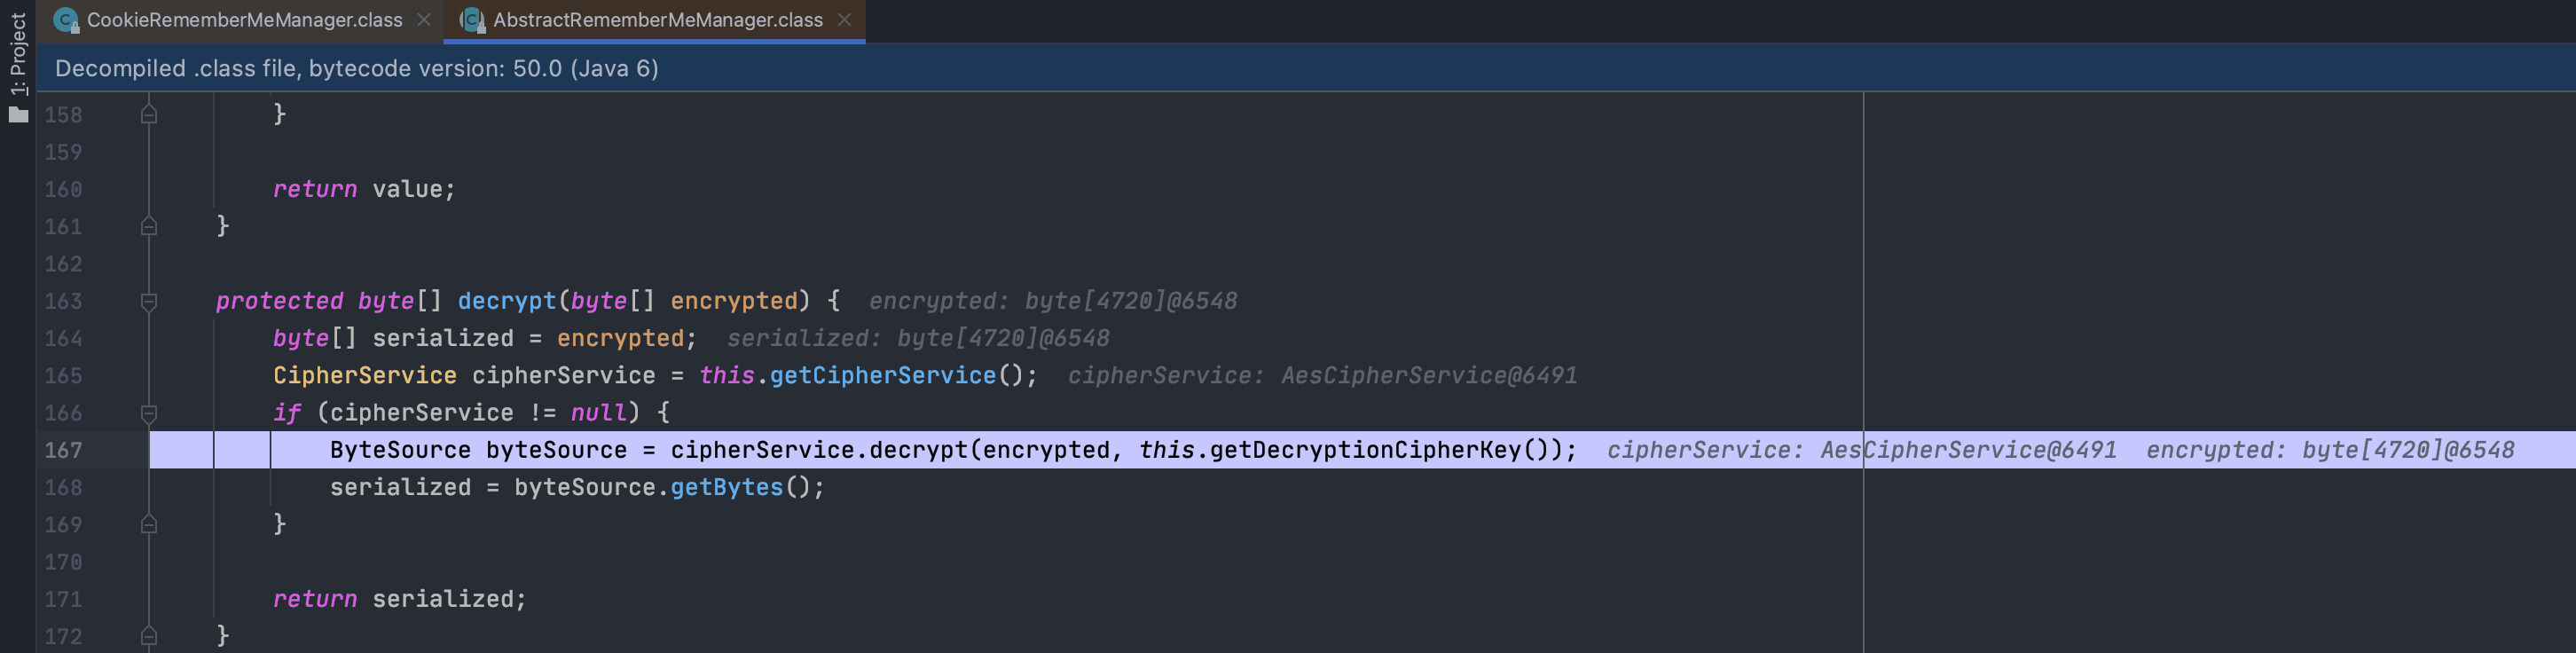 1: Project
CookieRememberMeManager.class
AbstractRememberMeManager.class
Decompiled .class file, bytecode version: 50.0 (Java 6)
158 }
159
160 return value;
161 }
162
163 protected byte[] decrypt(byte[] encrypted) { encrypted: byte[4720]@6548
164 byte[] serialized = encrypted; serialized: byte[4720]@6548
165 CipherService cipherService = this.getCipherService(); cipherService: AesCipherService@6491
166 if (cipherService != null) {
167 ByteSource byteSource = cipherService.decrypt(encrypted, this.getDecryptionCipherKey()); cipherService: AesCipherService@6491 encrypted: byte[4720]@6548
168 serialized = byteSource.getBytes();
169 }
170
171 return serialized;
172 }